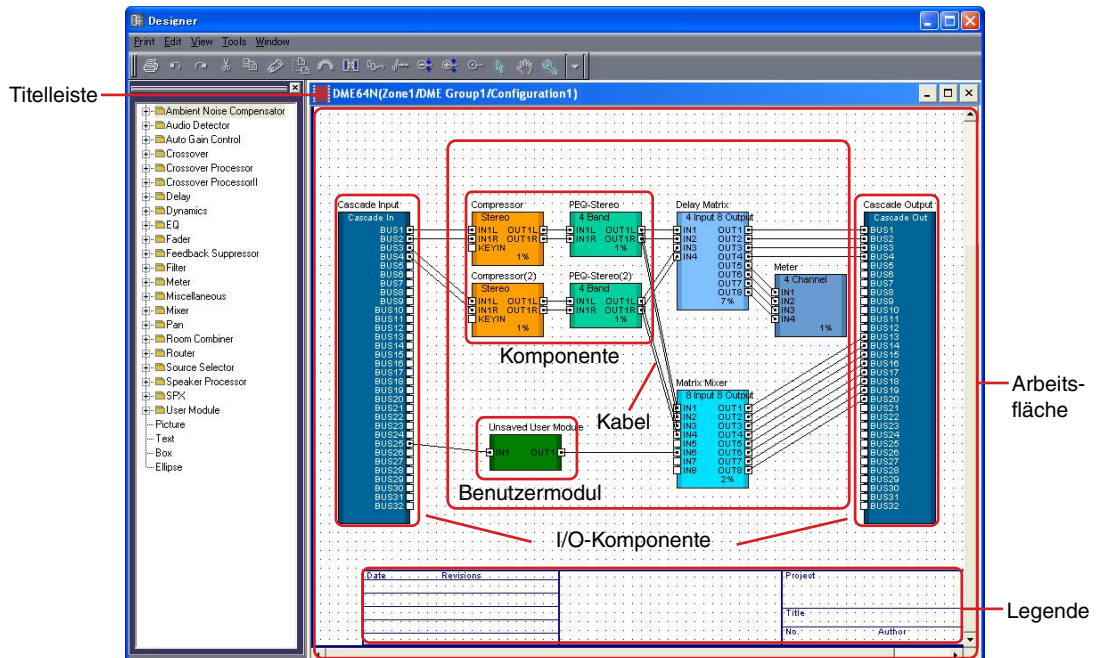 Designer
Print Edit View Tools Window
Titelleiste
DME64N(Zone1/DME Group1/Configuration1)
Ambient Noise Compensator
Audio Detector
Auto Gain Control
Crossover
Crossover Processor
Crossover ProcessorII
Delay
Dynamics
EQ
Fader
Feedback Suppressor
Filter
Meter
Miscellaneous
Mixer
Pan
Room Combiner
Router
Source Selector
Speaker Processor
SPX
User Module
Picture
Text
Box
Ellipse
Cascade Input
Cascade In
BUS1
BUS2
BUS3
BUS4
BUS5
BUS6
BUS7
BUS8
BUS9
BUS10
BUS11
BUS12
BUS13
BUS14
BUS15
BUS16
BUS17
BUS18
BUS19
BUS20
BUS21
BUS22
BUS23
BUS24
BUS25
BUS26
BUS27
BUS28
BUS29
BUS30
BUS31
BUS32
Compressor
Stereo
IN1L OUT1L
IN1R OUT1R
KEYIN
1%
PEQ-Stereo
4 Band
IN1L OUT1L
IN1R OUT1R
1%
Compressor(2)
Stereo
IN1L OUT1L
IN1R OUT1R
KEYIN
1%
PEQ-Stereo(2)
4 Band
IN1L OUT1L
IN1R OUT1R
1%
Komponente
Delay Matrix
4 Input 8 Output
IN1 OUT1
IN2 OUT2
IN3 OUT3
IN4 OUT4
OUT5
OUT6
OUT7
OUT8
7%
Meter
4 Channel
IN1
IN2
IN3
IN4
1%
Kabel
Matrix Mixer
8 Input 8 Output
IN1 OUT1
IN2 OUT2
IN3 OUT3
IN4 OUT4
IN5 OUT5
IN6 OUT6
IN7 OUT7
IN8 OUT8
2%
Unsaved User Module
IN1 OUT1
Benutzermodul
Cascade Output
Cascade Out
BUS1
BUS2
BUS3
BUS4
BUS5
BUS6
BUS7
BUS8
BUS9
BUS10
BUS11
BUS12
BUS13
BUS14
BUS15
BUS16
BUS17
BUS18
BUS19
BUS20
BUS21
BUS22
BUS23
BUS24
BUS25
BUS26
BUS27
BUS28
BUS29
BUS30
BUS31
BUS32
Arbeits-
fläche
I/O-Komponente
Date Revisions
Project
Title
No. Author
Legende